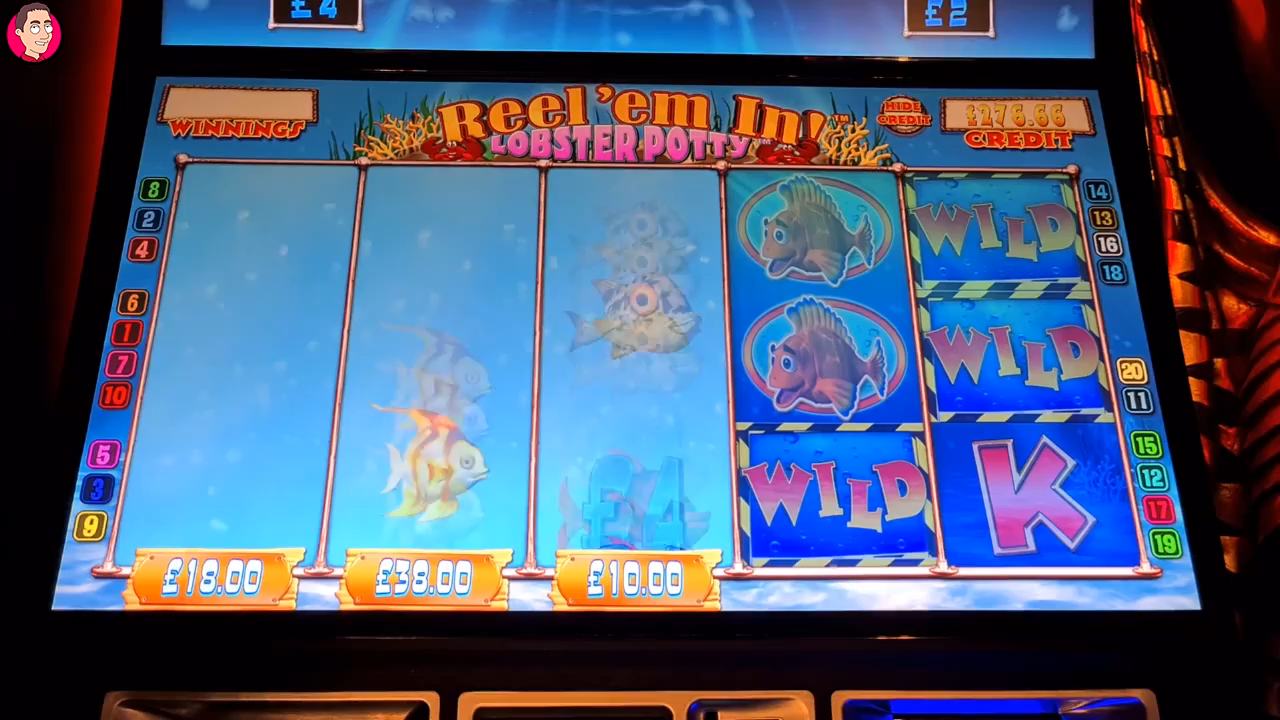 £4
£2
WINNINGS
Reel 'em In!™
LOBSTER POTTY
HIDE
CREDIT
£276.66
CREDIT
8
2
4
6
1
7
10
5
3
9
WILD
WILD
WILD
K
£4
14
13
16
18
20
11
15
12
17
19
£18.00
£38.00
£10.00